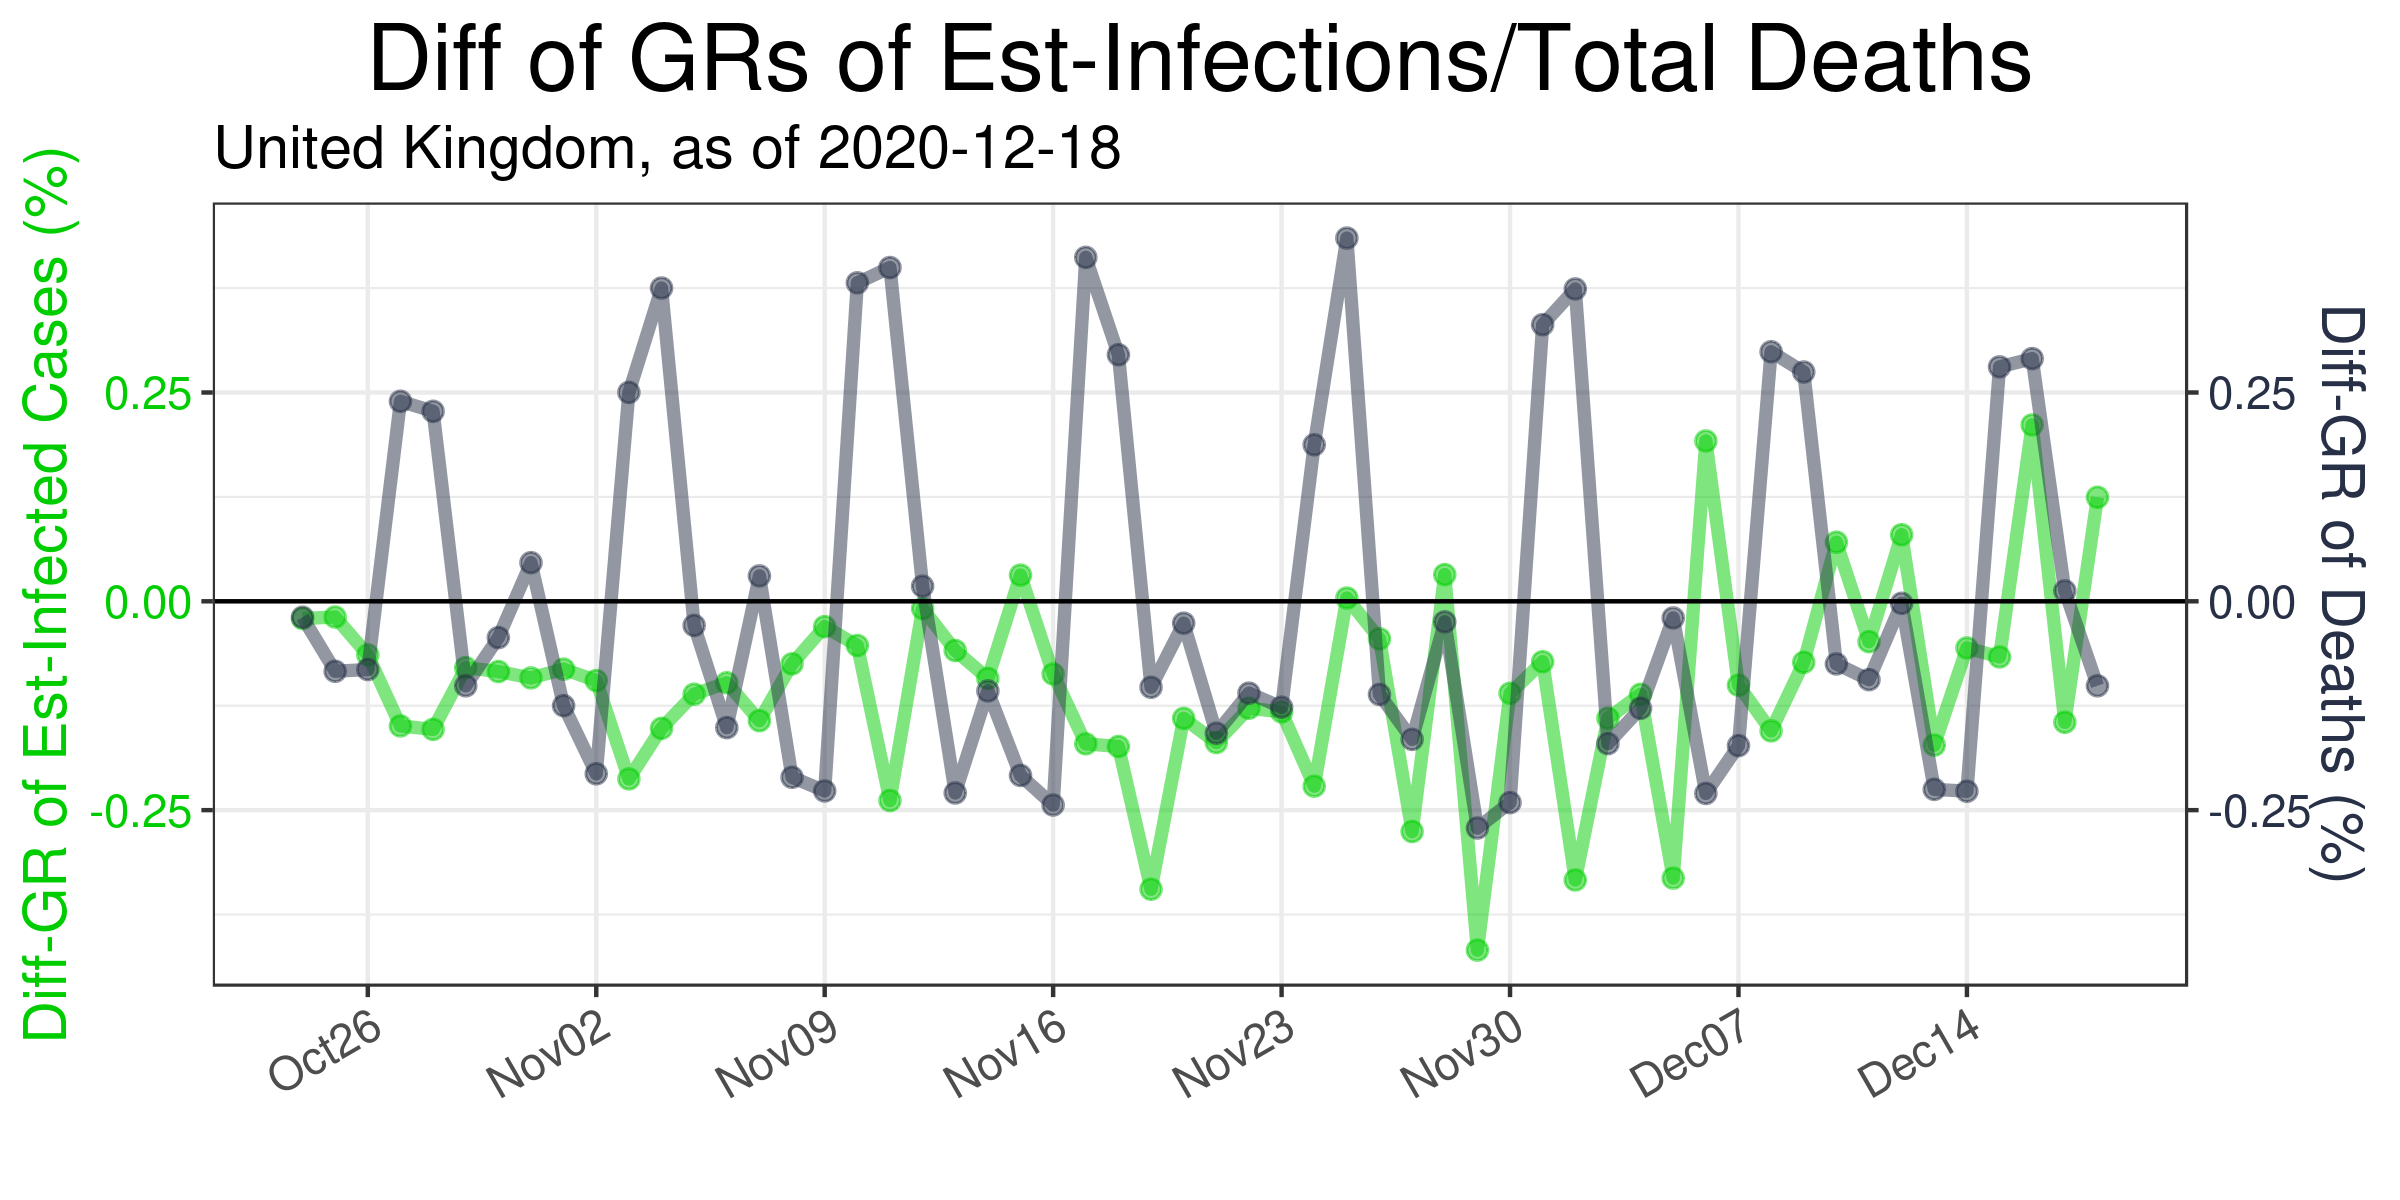 Diff of GRs of Est-Infections/Total Deaths
United Kingdom, as of 2020-12-18
Diff-GR of Est-Infected Cases (%)
0.25
0.00
-0.25
0.25
0.00
-0.25
Diff-GR of Deaths (%)
Oct26
Nov02
Nov09
Nov16
Nov23
Nov30
Dec07
Dec14